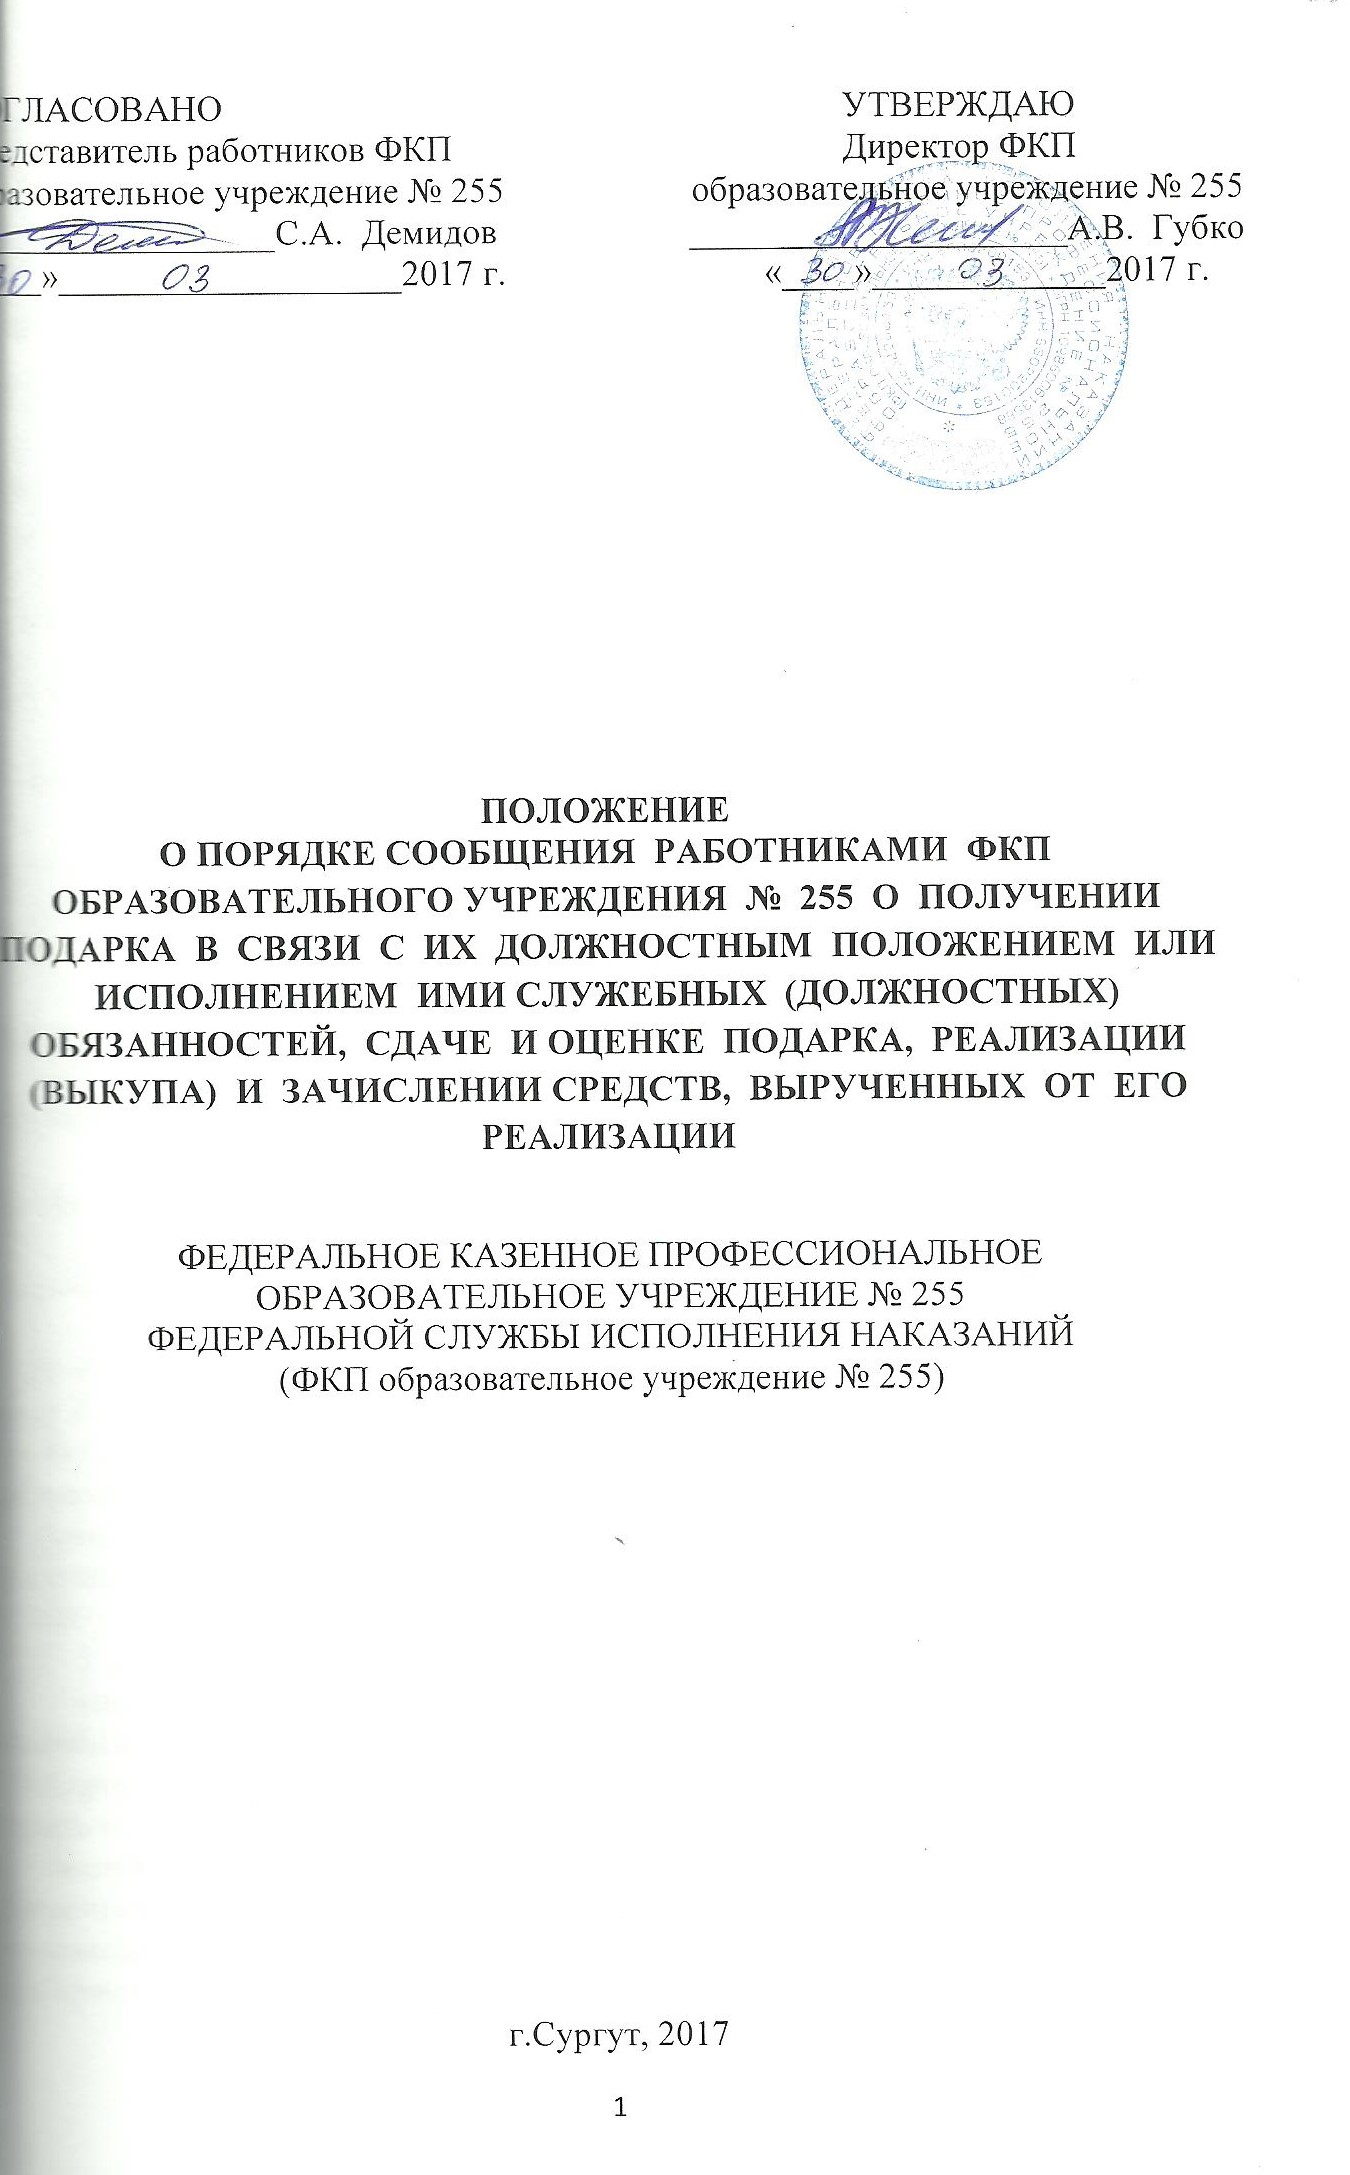 ГЛАСОВАНО
едставитель работников ФКП
разовательное учреждение № 255
С.А. Демидов
30 » 03 2017 г.
УТВЕРЖДАЮ
Директор ФКП
образовательное учреждение № 255
А.В. Губко
« 30 » 03 2017 г.
ПОЛОЖЕНИЕ
О ПОРЯДКЕ СООБЩЕНИЯ РАБОТНИКАМИ ФКП
ОБРАЗОВАТЕЛЬНОГО УЧРЕЖДЕНИЯ № 255 О ПОЛУЧЕНИИ
ПОДАРКА В СВЯЗИ С ИХ ДОЛЖНОСТНЫМ ПОЛОЖЕНИЕМ ИЛИ
ИСПОЛНЕНИЕМ ИМИ СЛУЖЕБНЫХ (ДОЛЖНОСТНЫХ)
ОБЯЗАННОСТЕЙ, СДАЧЕ И ОЦЕНКЕ ПОДАРКА, РЕАЛИЗАЦИИ
(ВЫКУПА) И ЗАЧИСЛЕНИИ СРЕДСТВ, ВЫРУЧЕННЫХ ОТ ЕГО
РЕАЛИЗАЦИИ
ФЕДЕРАЛЬНОЕ КАЗЕННОЕ ПРОФЕССИОНАЛЬНОЕ
ОБРАЗОВАТЕЛЬНОЕ УЧРЕЖДЕНИЕ № 255
ФЕДЕРАЛЬНОЙ СЛУЖБЫ ИСПОЛНЕНИЯ НАКАЗАНИЙ
(ФКП образовательное учреждение № 255)
г.Сургут, 2017
1